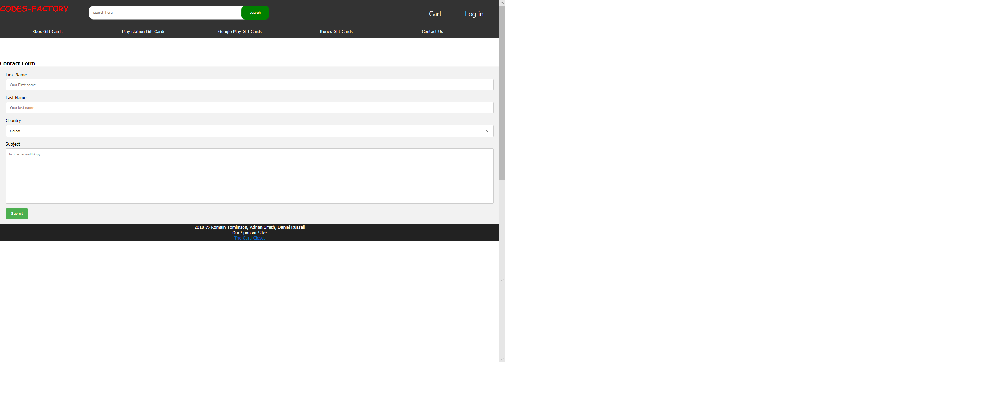 CODES-FACTORY
search here
search
Cart
Log in
Xbox Gift Cards
Play station Gift Cards
Google Play Gift Cards
Itunes Gift Cards
Contact Us
Contact Form
First Name
Your First name..
Last Name
Your last name..
Country
Select
Subject
Write something..
Submit
2018 © Romain Tomlinson, Adrian Smith, Daniel Russell
Our Sponsor Site:
The Card Closet